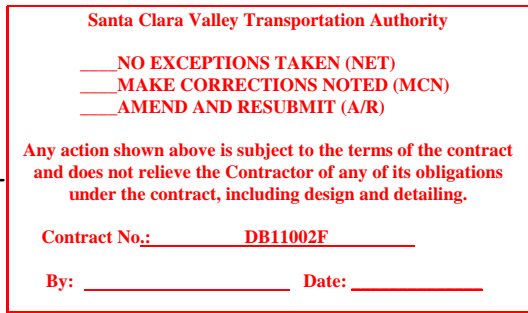 Santa Clara Valley Transportation Authority
____NO EXCEPTIONS TAKEN (NET)
____MAKE CORRECTIONS NOTED (MCN)
____AMEND AND RESUBMIT (A/R)
Any action shown above is subject to the terms of the contract
and does not relieve the Contractor of any of its obligations
under the contract, including design and detailing.
Contract No.: DB11002F
By: ____________________ Date: ______________